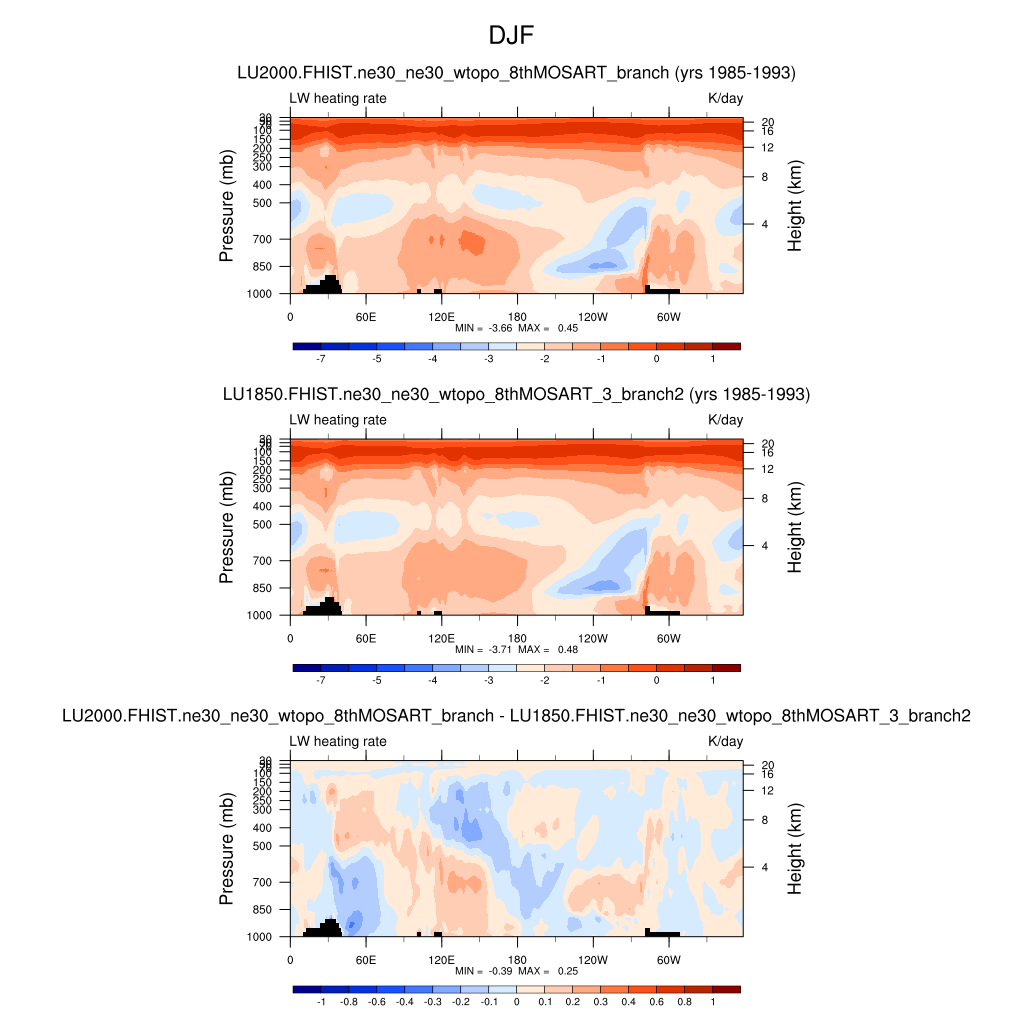 DJF
LU2000.FHIST.ne30_ne30_wtopo_8thMOSART_branch (yrs 1985-1993)
LW heating rate K/day
Pressure (mb)
30
100
150
200
250
300
400
500
700
850
1000
20
16
12
8
4
Height (km)
0 60E 120E 180 120W 60W
MIN = -3.66 MAX = 0.45
-7 -5 -4 -3 -2 -1 0 1
LU1850.FHIST.ne30_ne30_wtopo_8thMOSART_3_branch2 (yrs 1985-1993)
LW heating rate K/day
Pressure (mb)
30
100
150
200
250
300
400
500
700
850
1000
20
16
12
8
4
Height (km)
0 60E 120E 180 120W 60W
MIN = -3.71 MAX = 0.48
-7 -5 -4 -3 -2 -1 0 1
LU2000.FHIST.ne30_ne30_wtopo_8thMOSART_branch - LU1850.FHIST.ne30_ne30_wtopo_8thMOSART_3_branch2
LW heating rate K/day
Pressure (mb)
30
100
150
200
250
300
400
500
700
850
1000
20
16
12
8
4
Height (km)
0 60E 120E 180 120W 60W
MIN = -0.39 MAX = 0.25
-1 -0.8 -0.6 -0.4 -0.3 -0.2 -0.1 0 0.1 0.2 0.3 0.4 0.6 0.8 1